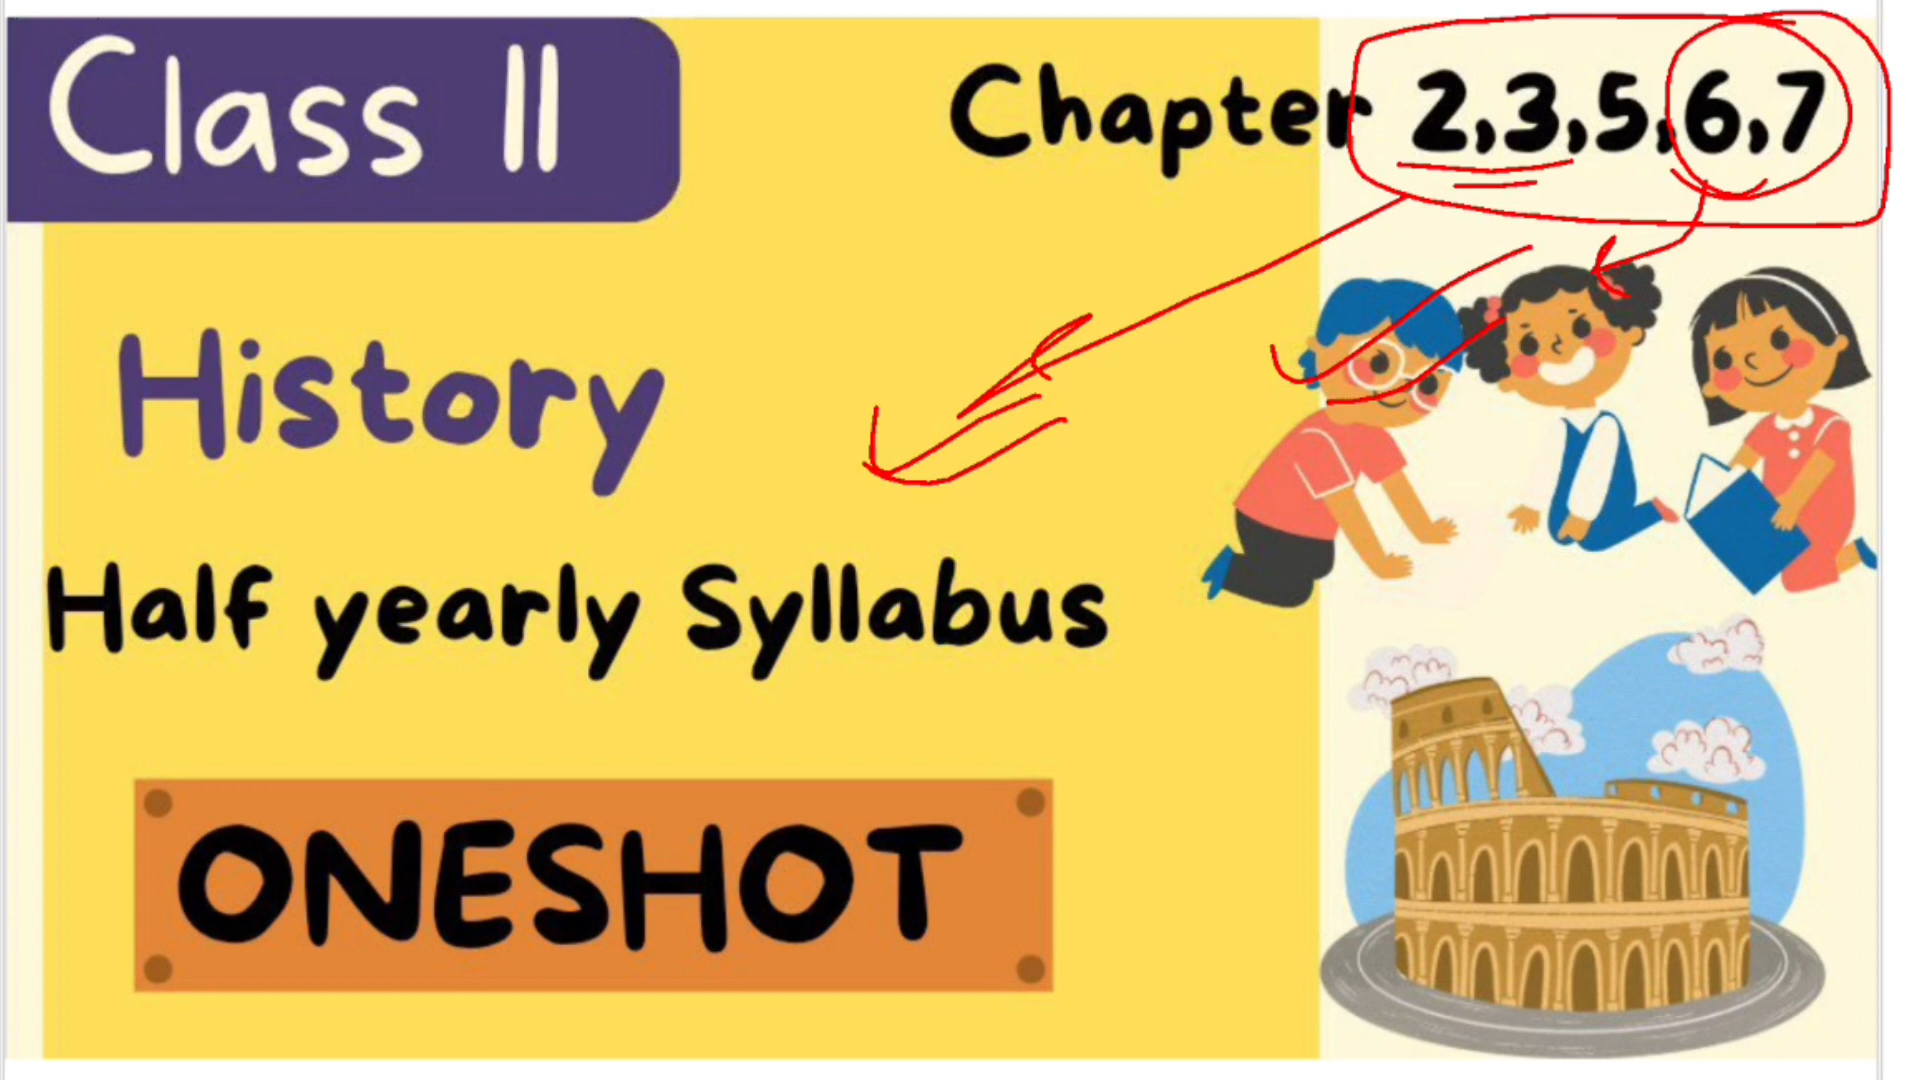 Class 11
Chapter 2,3,5,6,7
History
Half yearly Syllabus
ONESHOT